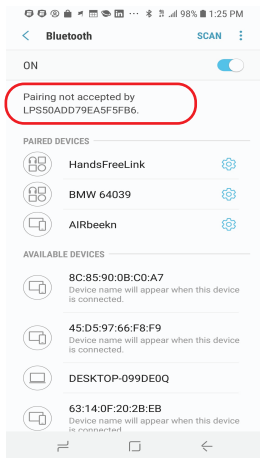 98% 1:25 PM
Bluetooth SCAN
ON
Pairing not accepted by
LPS50ADD79EA5F5FB6.
PAIRED DEVICES
HandsFreeLink
BMW 64039
AIRbeekn
AVAILABLE DEVICES
8C:85:90:0B:C0:A7
Device name will appear when this device
is connected.
45:D5:97:66:F8:F9
Device name will appear when this device
is connected.
DESKTOP-099DE0Q
63:14:0F:20:2B:EB
Device name will appear when this device
is connected.